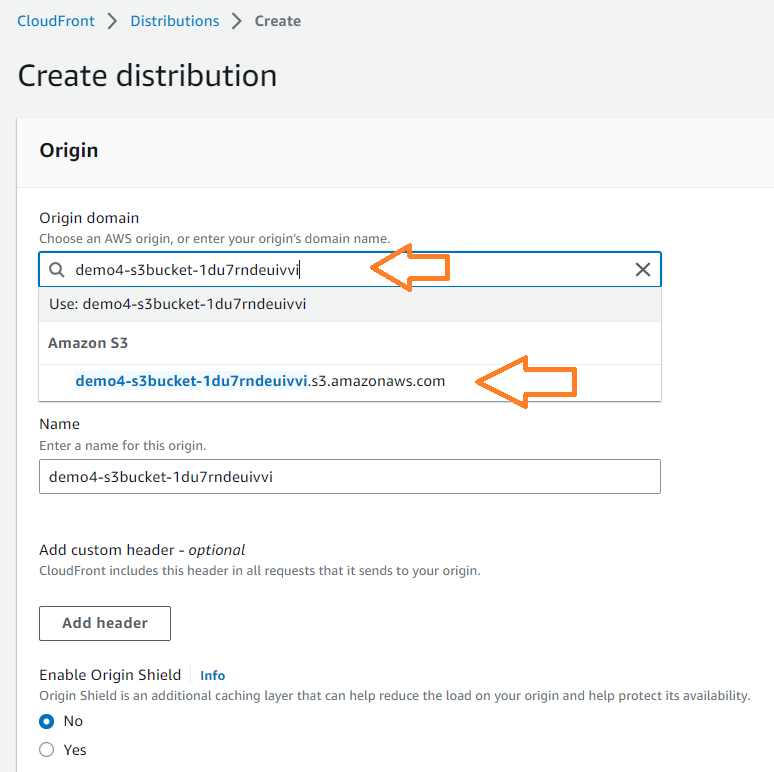 CloudFront > Distributions > Create
Create distribution
Origin
Origin domain
Choose an AWS origin, or enter your origin's domain name.
demo4-s3bucket-1du7rndeuivvi
Use: demo4-s3bucket-1du7rndeuivvi
Amazon S3
demo4-s3bucket-1du7rndeuivvi.s3.amazonaws.com
Name
Enter a name for this origin.
demo4-s3bucket-1du7rndeuivvi
Add custom header - optional
CloudFront includes this header in all requests that it sends to your origin.
Add header
Enable Origin Shield Info
Origin Shield is an additional caching layer that can help reduce the load on your origin and help protect its availability.
No
Yes